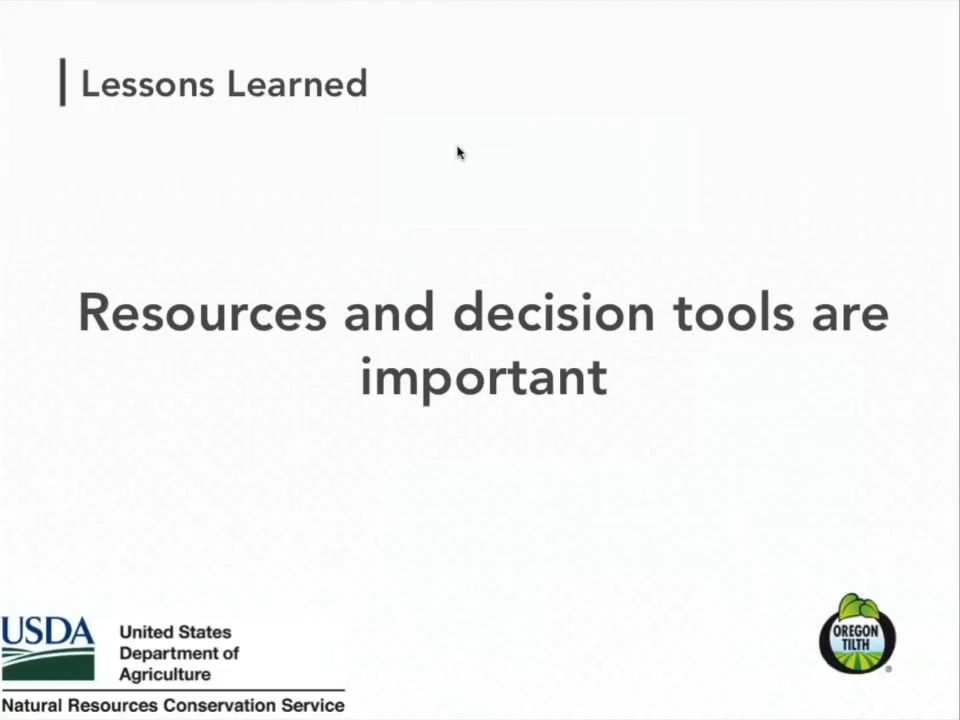 Lessons Learned
Resources and decision tools are
important
USDA
United States
Department of
Agriculture
Natural Resources Conservation Service
OREGON
TILTH
®